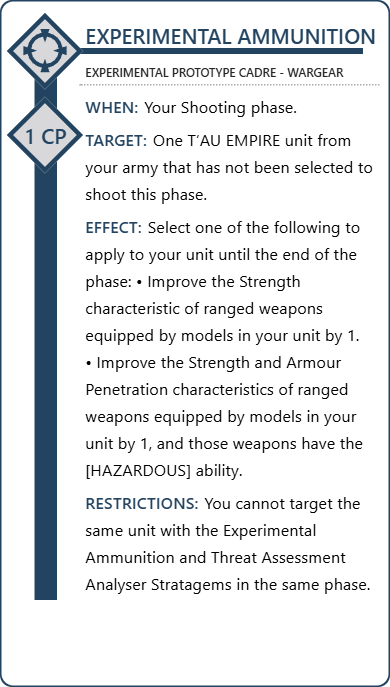 EXPERIMENTAL AMMUNITION
EXPERIMENTAL PROTOTYPE CADRE - WARGEAR
1 CP
WHEN: Your Shooting phase.
TARGET: One T’AU EMPIRE unit from
your army that has not been selected to
shoot this phase.
EFFECT: Select one of the following to
apply to your unit until the end of the
phase: • Improve the Strength
characteristic of ranged weapons
equipped by models in your unit by 1.
• Improve the Strength and Armour
Penetration characteristics of ranged
weapons equipped by models in your
unit by 1, and those weapons have the
[HAZARDOUS] ability.
RESTRICTIONS: You cannot target the
same unit with the Experimental
Ammunition and Threat Assessment
Analyser Stratagems in the same phase.